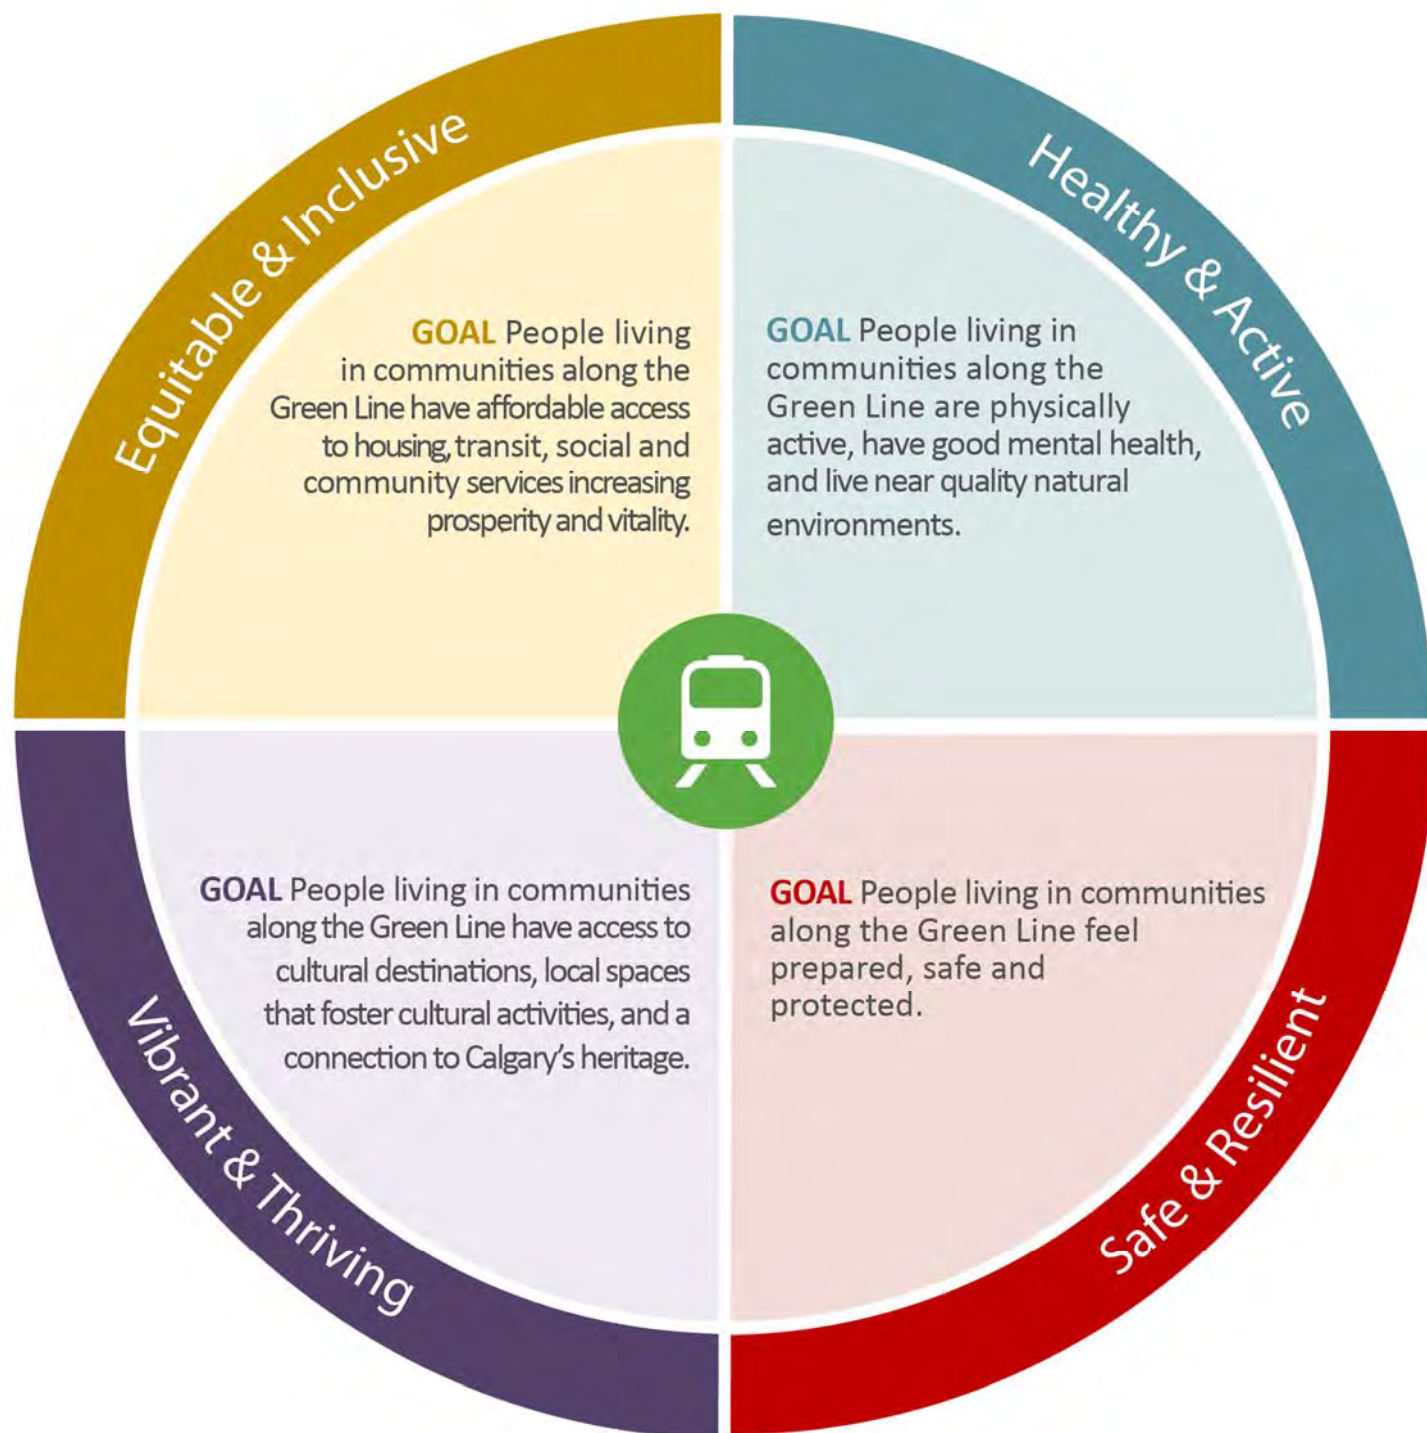 Equitable & Inclusive
GOAL People living
in communities along the
Green Line have affordable access
to housing, transit, social and
community services increasing
prosperity and vitality.
Healthy & Active
GOAL People living in
communities along the
Green Line are physically
active, have good mental health,
and live near quality natural
environments.
Vibrant & Thriving
GOAL People living in communities
along the Green Line have access to
cultural destinations, local spaces
that foster cultural activities, and a
connection to Calgary's heritage.
Safe & Resilient
GOAL People living in communities
along the Green Line feel
prepared, safe and
protected.